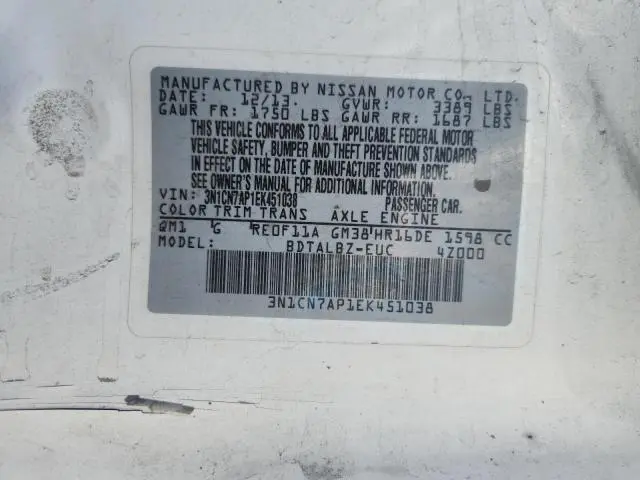 MANUFACTURED BY NISSAN MOTOR CO., LTD.
DATE: 12/13. GVWR: 3389 LBS
GAWR FR: 1750 LBS GAWR RR: 1687 LBS
THIS VEHICLE CONFORMS TO ALL APPLICABLE FEDERAL MOTOR
VEHICLE SAFETY, BUMPER AND THEFT PREVENTION STANDARDS
IN EFFECT ON THE DATE OF MANUFACTURE SHOWN ABOVE.
SEE OWNER'S MANUAL FOR ADDITIONAL INFORMATION.
VIN: 3N1CN7AP1EK451038 PASSENGER CAR.
COLOR TRIM TRANS AXLE ENGINE
QM1 G RE0F11A GM38 HR16DE 1598 CC
MODEL: BDTALBZ-EUC 4Z000
3N1CN7AP1EK451038